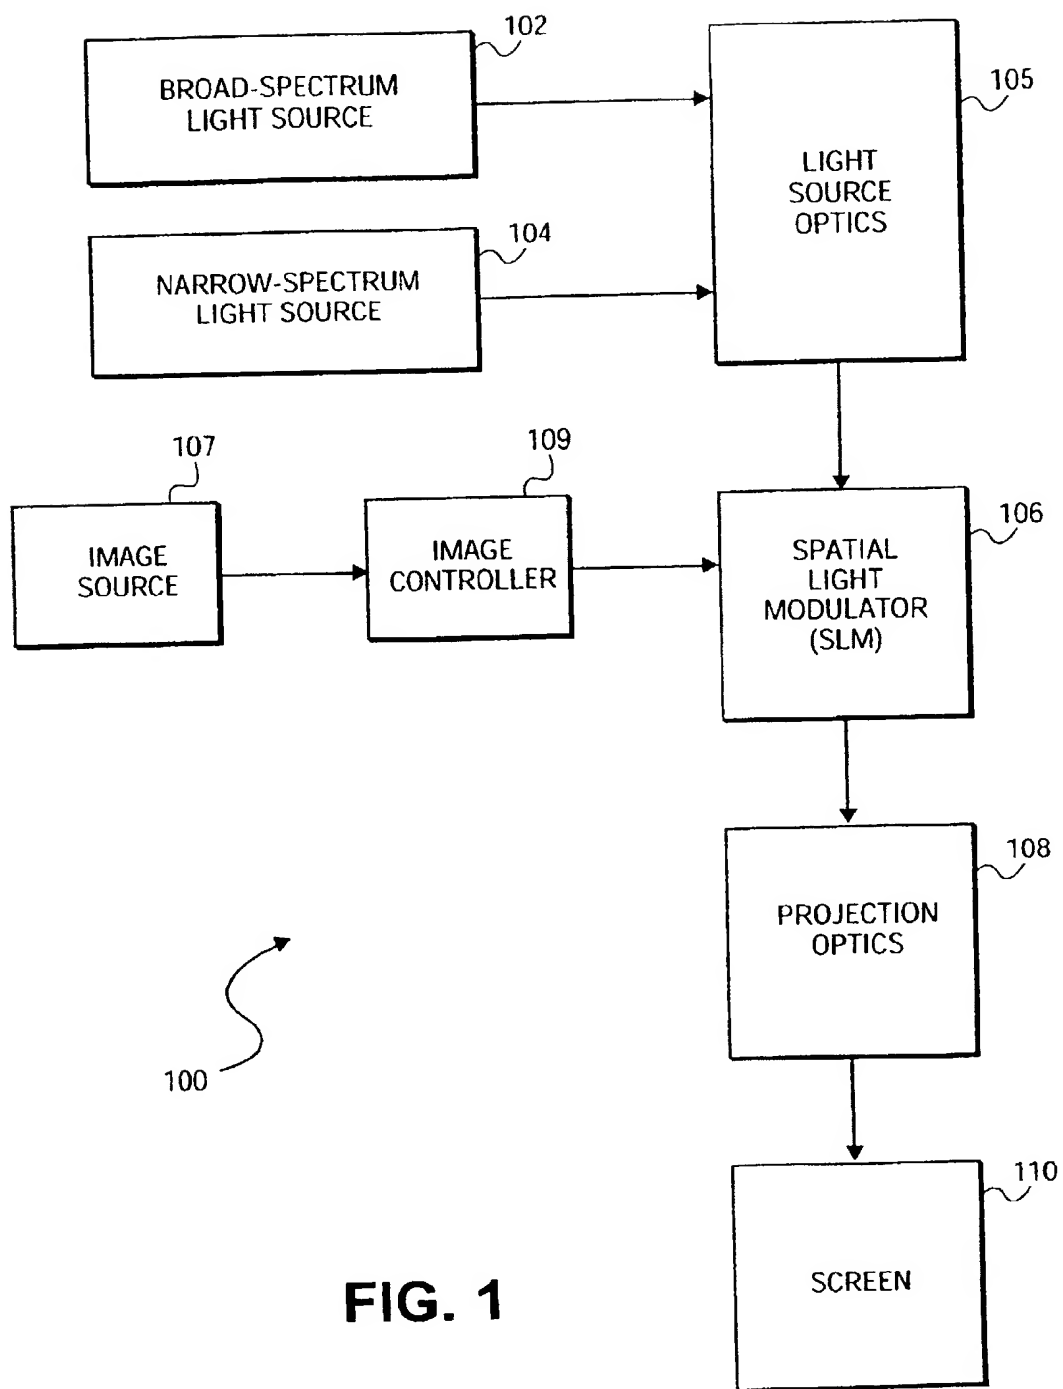 102
BROAD-SPECTRUM
LIGHT SOURCE
105
LIGHT
SOURCE
OPTICS
104
NARROW-SPECTRUM
LIGHT SOURCE
107
IMAGE
SOURCE
109
IMAGE
CONTROLLER
106
SPATIAL
LIGHT
MODULATOR
(SLM)
108
PROJECTION
OPTICS
100
110
SCREEN
FIG. 1